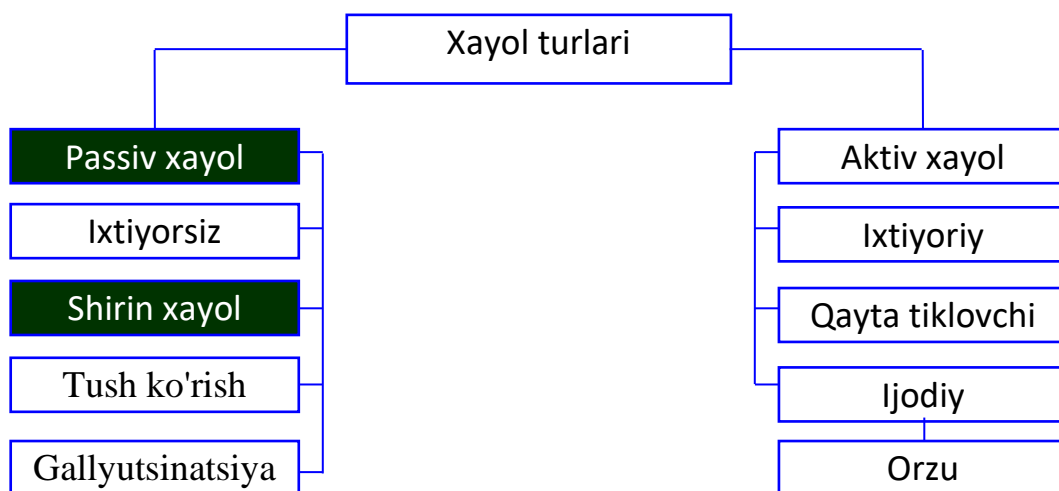 Xayol turlari
Passiv xayol
Ixtiyorsiz
Shirin xayol
Tush ko'rish
Gallyutsinatsiya
Aktiv xayol
Ixtiyoriy
Qayta tiklovchi
Ijodiy
Orzu